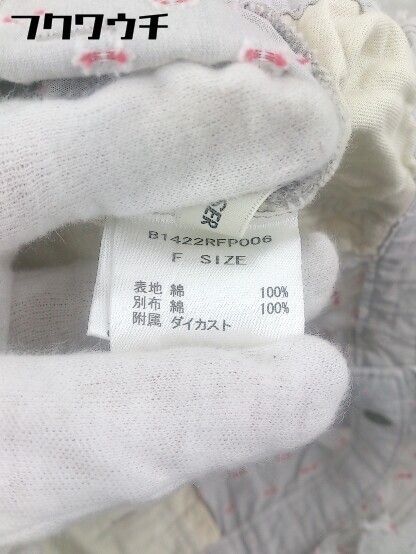 フクワウチ
GER
B1422RFP006
F SIZE
表地 綿 100%
別布 綿 100%
附属 ダイカスト